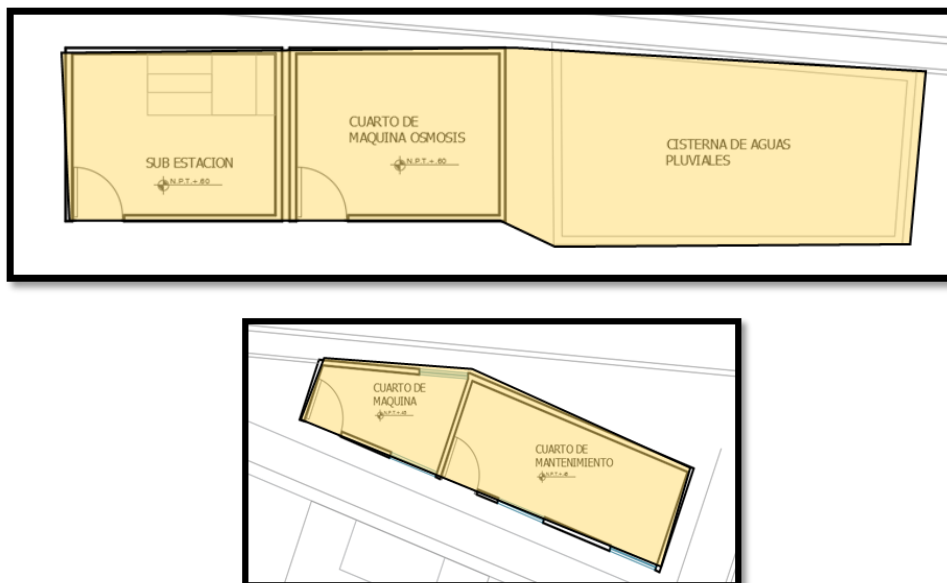 SUB ESTACION
N.P.T.+.60
CUARTO DE
MAQUINA OSMOSIS
N.P.T.+.60
CISTERNA DE AGUAS
PLUVIALES
CUARTO DE
MAQUINA
CUARTO DE
MANTENIMIENTO